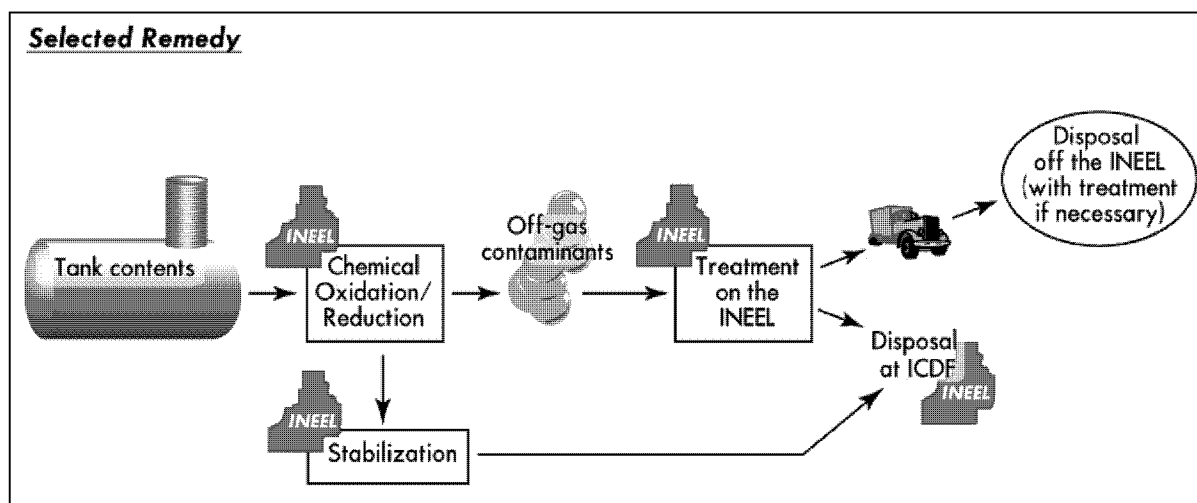 Selected Remedy
Tank contents
INEEL
Chemical
Oxidation/
Reduction
Off-gas
contaminants
INEEL
Treatment
on the
INEEL
Disposal
off the INEEL
(with treatment
if necessary)
Disposal
at ICDF
INEEL
INEEL
Stabilization